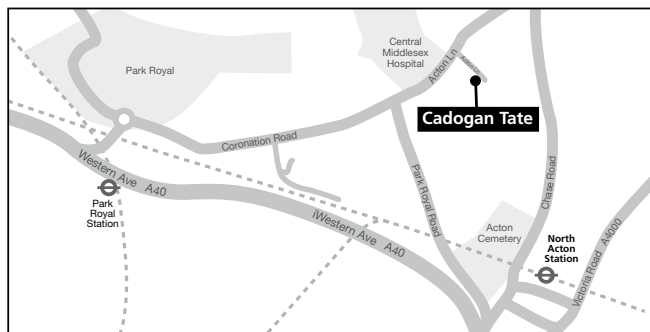 Park Royal
Central
Middlesex
Hospital
Acton Ln
Cadogan Tate
Coronation Road
Western Ave A40
Park
Royal
Station
iWestern Ave A40
Park Royal Road
Chase Road
Acton
Cemetery
North
Acton
Station
Victoria Road A4000